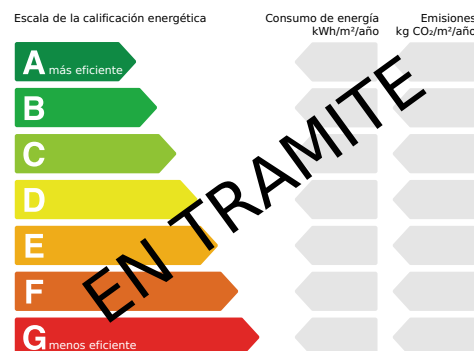 Escala de la calificación energética
Consumo de energía
kWh/m²/año
Emisiones
kg CO₂/m²/año
A más eficiente
B
C
D
E
F
G menos eficiente
EN TRAMITE